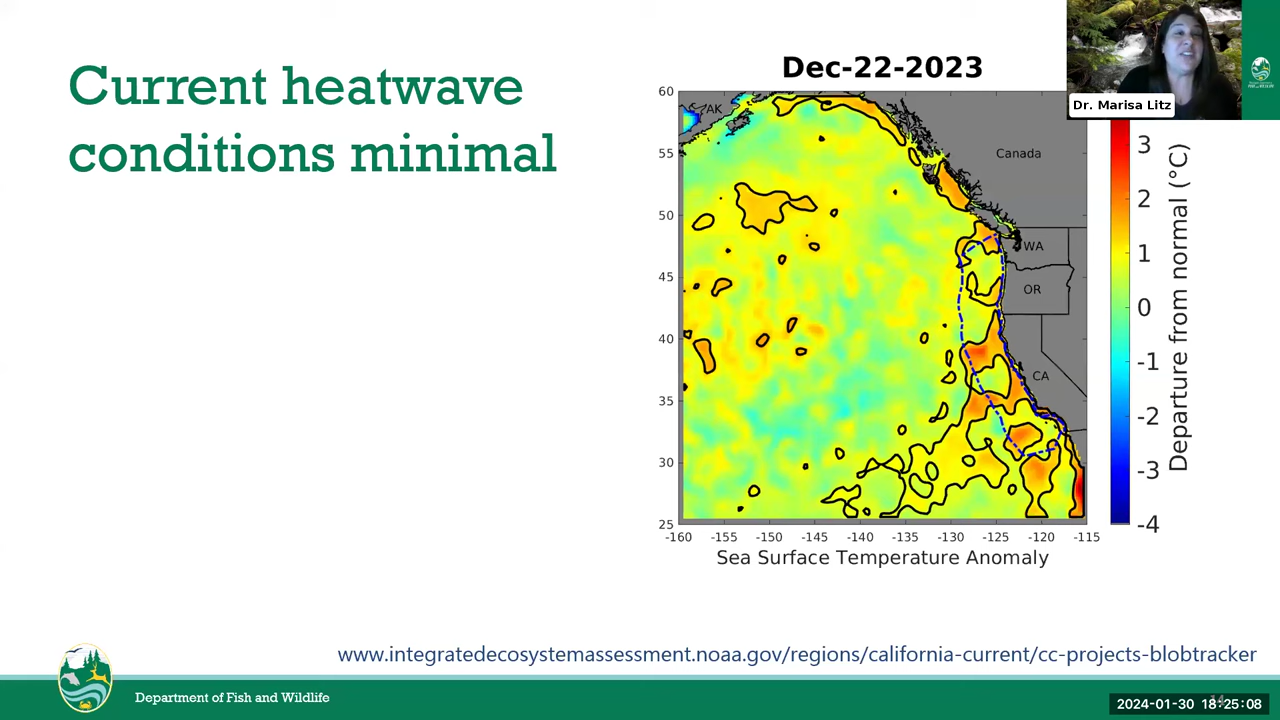 Current heatwave
conditions minimal
Dec-22-2023
Dr. Marisa Litz
60
55
50
45
40
35
30
25
AK
Canada
WA
OR
CA
-160 -155 -150 -145 -140 -135 -130 -125 -120 -115
Sea Surface Temperature Anomaly
3
2
1
0
-1
-2
-3
-4
Departure from normal (°C)
www.integratedecosystemassessment.noaa.gov/regions/california-current/cc-projects-blobtracker
Department of Fish and Wildlife
2024-01-30 18:25:08